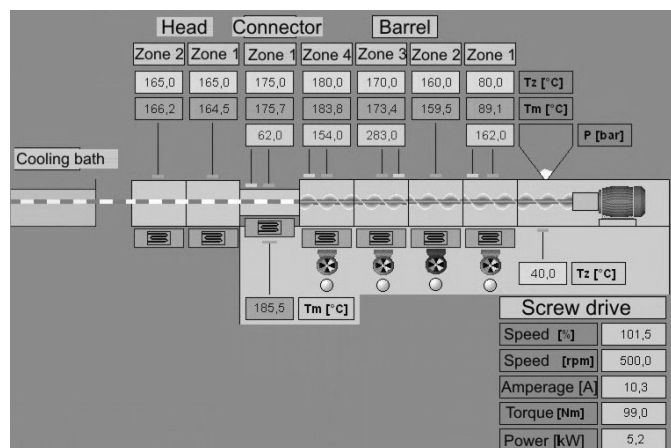 Head Connector Barrel
Zone 2 Zone 1 Zone 1 Zone 4 Zone 3 Zone 2 Zone 1
165,0 165,0 175,0 180,0 170,0 160,0 80,0 Tz [°C]
166,2 164,5 175,7 183,8 173,4 159,5 89,1 Tm [°C]
62,0 154,0 283,0 162,0 P [bar]
Cooling bath
40,0 Tz [°C]
185,5 Tm [°C]
Screw drive
Speed [%] 101,5
Speed [rpm] 500,0
Amperage [A] 10,3
Torque [Nm] 99,0
Power [kW] 5,2